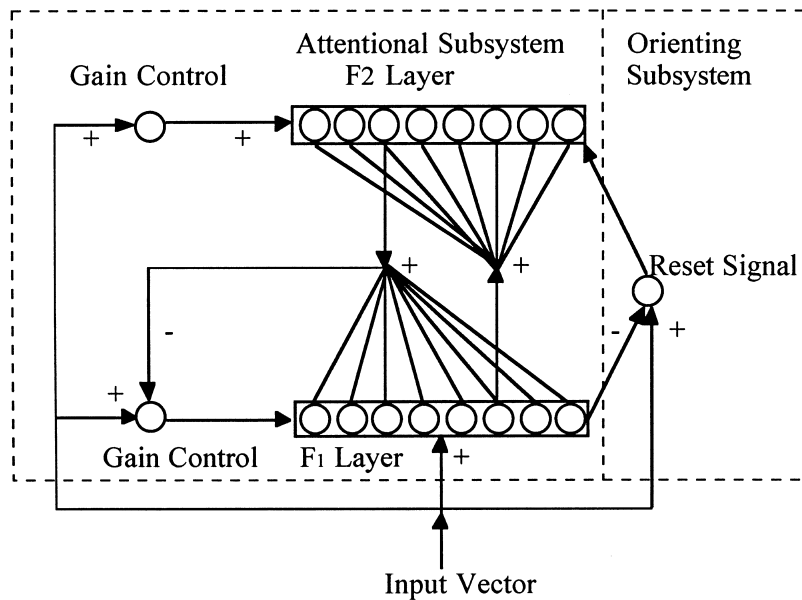 Attentional Subsystem
F2 Layer
Orienting
Subsystem
Gain Control
+
+
+
+
Reset Signal
-
-
+
+
Gain Control
F1 Layer
+
Input Vector